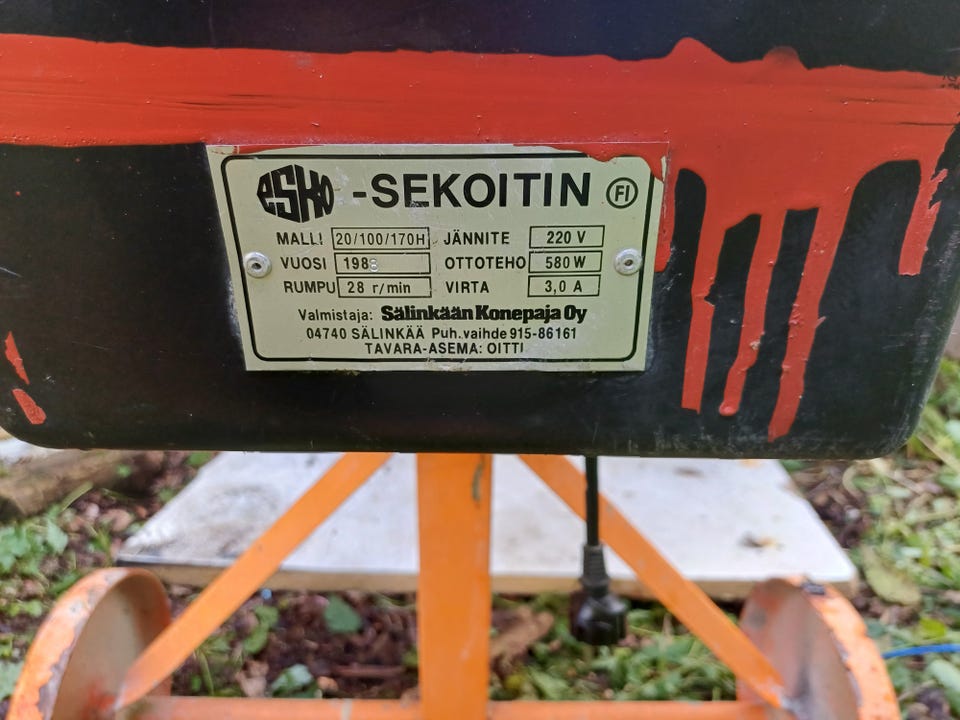 esko -SEKOITIN FI
MALLI 20/100/170H JÄNNITE 220 V
VUOSI 1988 OTTOTEHO 580 W
RUMPU 28 r/min VIRTA 3,0 A
Valmistaja: Sälinkään Konepaja Oy
04740 SÄLINKÄÄ Puh.vaihde 915-86161
TAVARA-ASEMA: OITTI